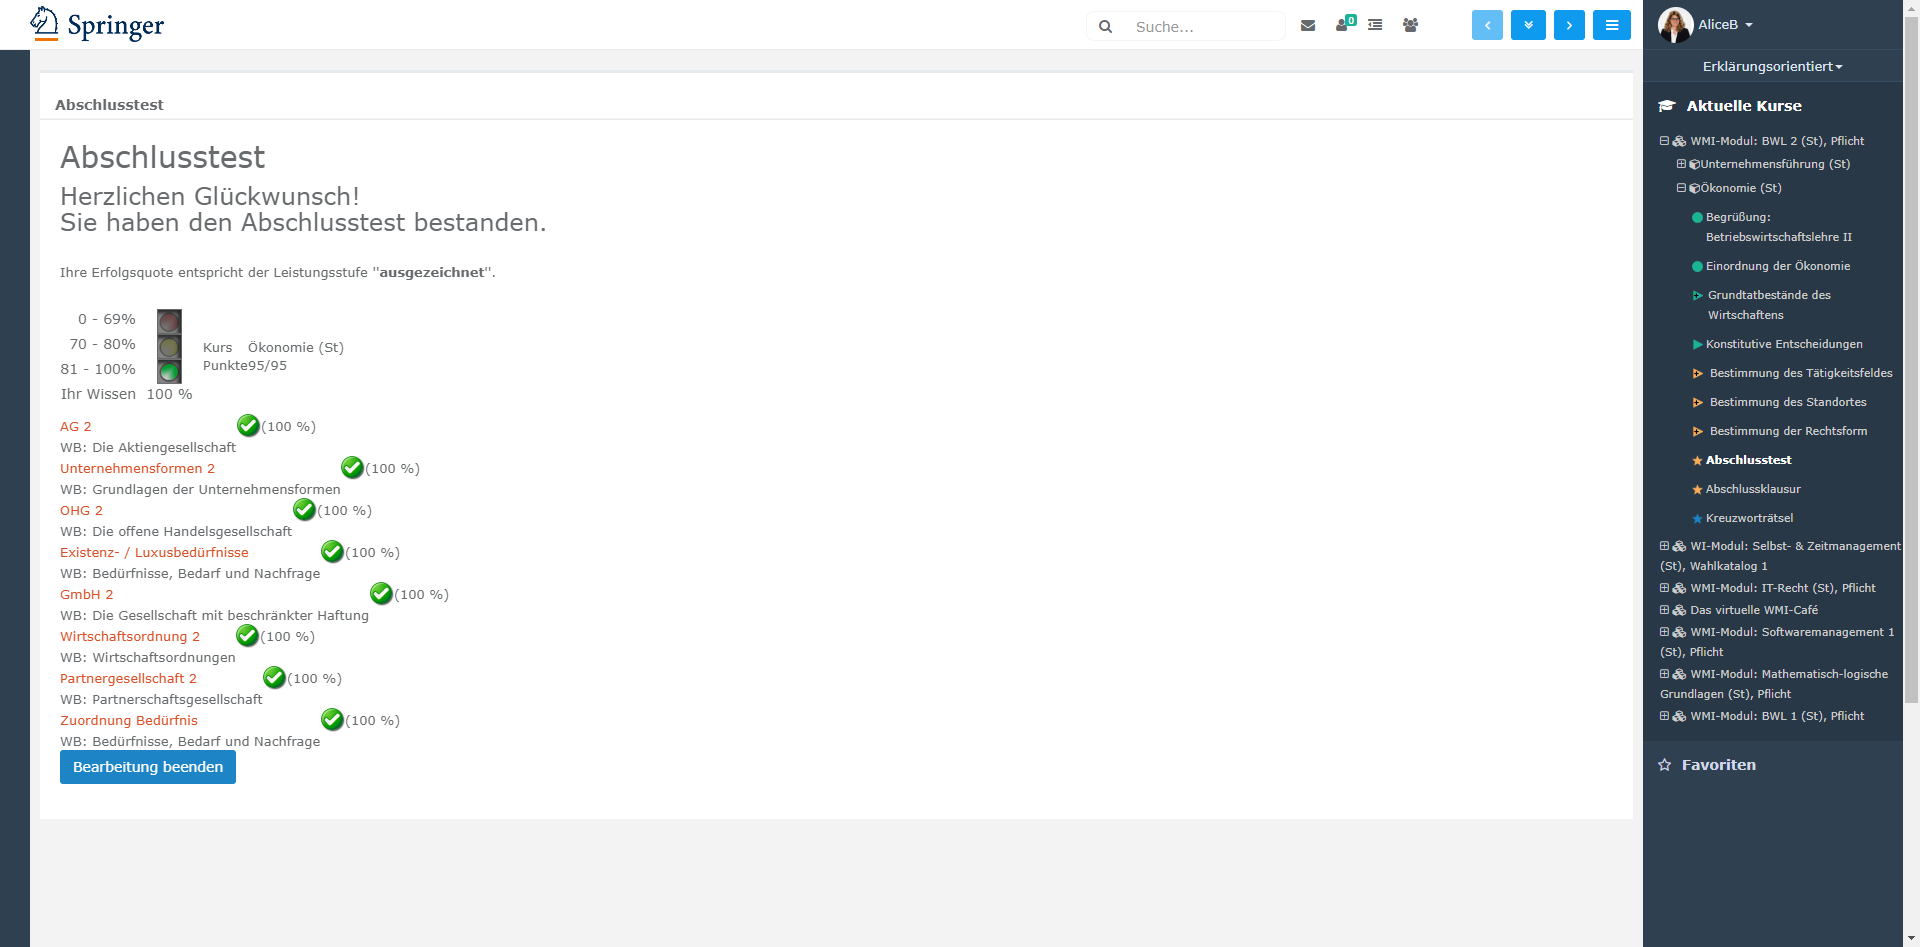 Springer
Suche...
0
AliceB
Erklärungsorientiert
Abschlusstest
Abschlusstest
Herzlichen Glückwunsch!
Sie haben den Abschlusstest bestanden.
Ihre Erfolgsquote entspricht der Leistungsstufe "ausgezeichnet".
0 - 69%
70 - 80%
81 - 100%
Ihr Wissen 100 %
Kurs Ökonomie (St)
Punkte95/95
AG 2 (100 %)
WB: Die Aktiengesellschaft
Unternehmensformen 2 (100 %)
WB: Grundlagen der Unternehmensformen
OHG 2 (100 %)
WB: Die offene Handelsgesellschaft
Existenz- / Luxusbedürfnisse (100 %)
WB: Bedürfnisse, Bedarf und Nachfrage
GmbH 2 (100 %)
WB: Die Gesellschaft mit beschränkter Haftung
Wirtschaftsordnung 2 (100 %)
WB: Wirtschaftsordnungen
Partnergesellschaft 2 (100 %)
WB: Partnerschaftsgesellschaft
Zuordnung Bedürfnis (100 %)
WB: Bedürfnisse, Bedarf und Nachfrage
Bearbeitung beenden
Aktuelle Kurse
WMI-Modul: BWL 2 (St), Pflicht
Unternehmensführung (St)
Ökonomie (St)
Begrüßung:
Betriebswirtschaftslehre II
Einordnung der Ökonomie
Grundtatbestände des
Wirtschaftens
Konstitutive Entscheidungen
Bestimmung des Tätigkeitsfeldes
Bestimmung des Standortes
Bestimmung der Rechtsform
Abschlusstest
Abschlussklausur
Kreuzworträtsel
WI-Modul: Selbst- & Zeitmanagement
(St), Wahlkatalog 1
WMI-Modul: IT-Recht (St), Pflicht
Das virtuelle WMI-Café
WMI-Modul: Softwaremanagement 1
(St), Pflicht
WMI-Modul: Mathematisch-logische
Grundlagen (St), Pflicht
WMI-Modul: BWL 1 (St), Pflicht
Favoriten